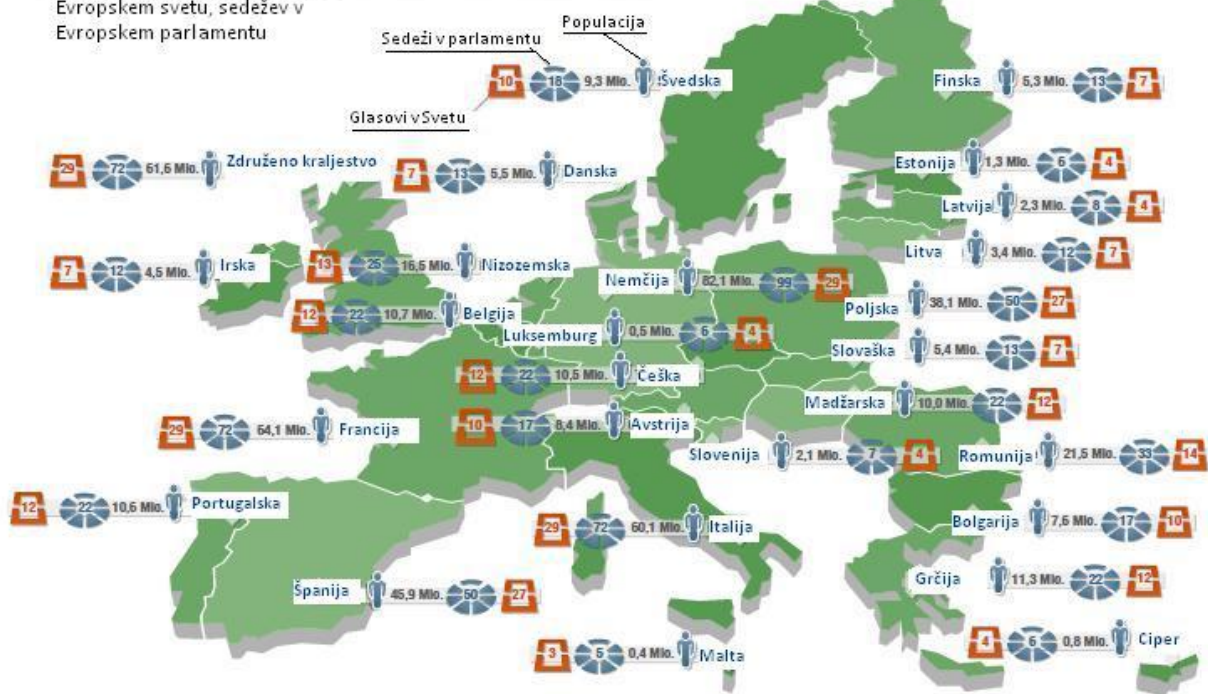 Evropskem svetu, sedežev v
Evropskem parlamentu
Populacija
Sedeži v parlamentu
10 18 9,3 Mio. Švedska
Glasovi v Svetu
Finska 5,3 Mio. 13 7
29 72 61,6 Mio. Združeno kraljestvo
7 13 5,5 Mio. Danska
Estonija 1,3 Mio. 6 4
Latvija 2,3 Mio. 8 4
Litva 3,4 Mio. 12 7
7 12 4,5 Mio. Irska
13 25 16,5 Mio. Nizozemska
Nemčija 82,1 Mio. 99 29
Poljska 38,1 Mio. 50 27
12 22 10,7 Mio. Belgija
Luksemburg 0,5 Mio. 6 4
Slovaška 5,4 Mio. 13 7
12 22 10,5 Mio. Češka
Madžarska 10,0 Mio. 22 12
29 72 64,1 Mio. Francija
10 17 8,4 Mio. Avstrija
Slovenija 2,1 Mio. 7 4
Romunija 21,5 Mio. 33 14
12 22 10,6 Mio. Portugalska
29 72 60,1 Mio. Italija
Bolgarija 7,6 Mio. 17 10
Španija 45,9 Mio. 50 27
Grčija 11,3 Mio. 22 12
3 5 0,4 Mio. Malta
4 6 0,8 Mio. Ciper